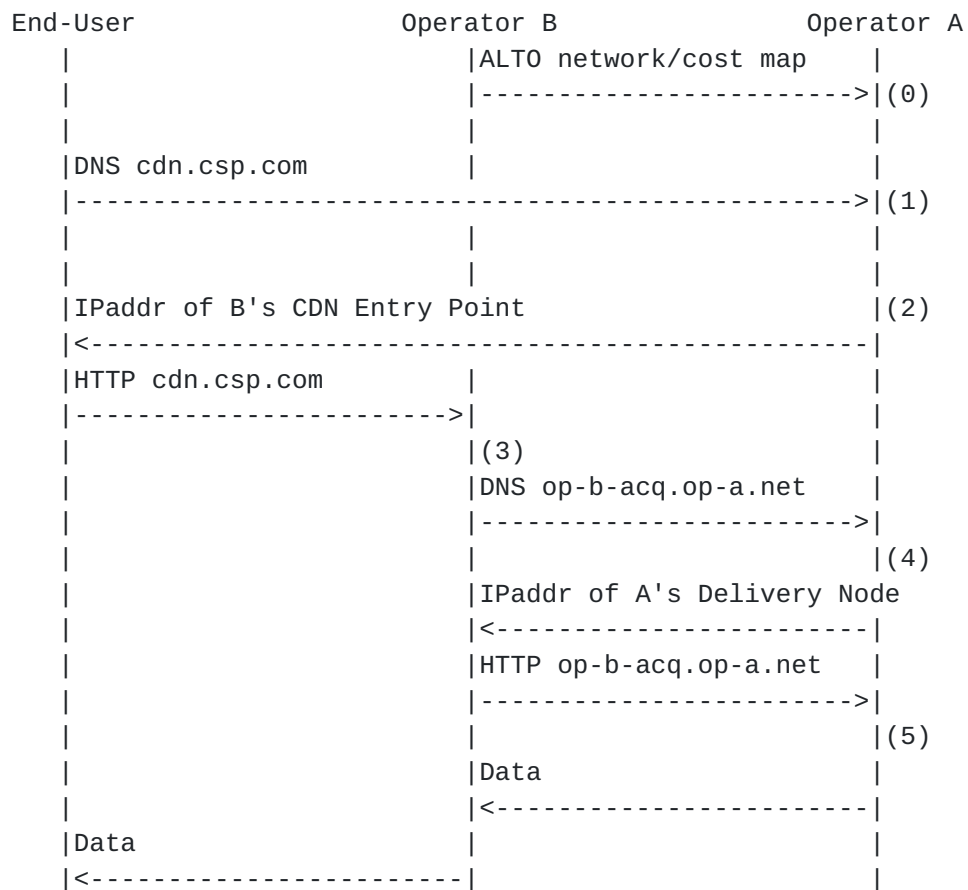 End-User                 Operator B                Operator A
    |                         |ALTO network/cost map    |
    |                         |------------------------>|(0)
    |                         |                         |
    |DNS cdn.csp.com          |                         |
    |-------------------------------------------------->|(1)
    |                         |                         |
    |                         |                         |
    |IPaddr of B's CDN Entry Point                      |(2)
    |<--------------------------------------------------|
    |HTTP cdn.csp.com         |                         |
    |------------------------>|                         |
    |                         |(3)                      |
    |                         |DNS op-b-acq.op-a.net    |
    |                         |------------------------>|
    |                         |                         |(4)
    |                         |IPaddr of A's Delivery Node
    |                         |<------------------------|
    |                         |HTTP op-b-acq.op-a.net   |
    |                         |------------------------>|
    |                         |                         |(5)
    |                         |Data                     |
    |                         |<------------------------|
    |Data                     |                         |
    |<------------------------|                         |